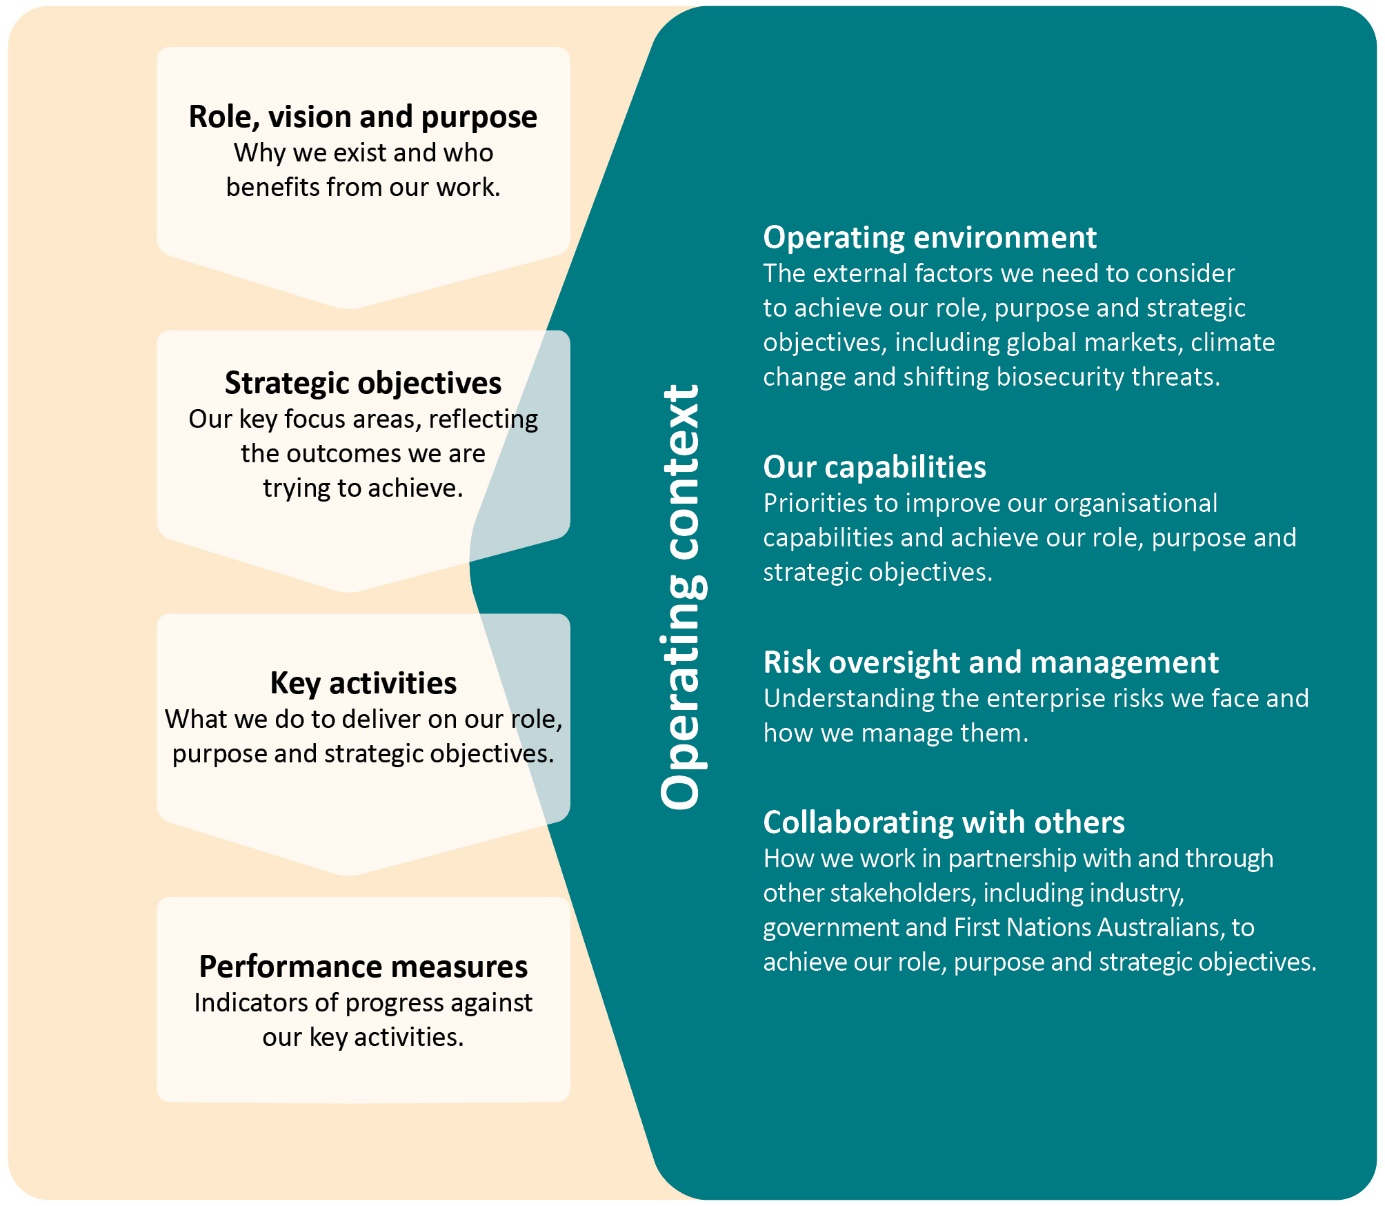 Role, vision and purpose
Why we exist and who
benefits from our work.
Strategic objectives
Our key focus areas, reflecting
the outcomes we are
trying to achieve.
Key activities
What we do to deliver on our role,
purpose and strategic objectives.
Performance measures
Indicators of progress against
our key activities.
Operating context
Operating environment
The external factors we need to consider
to achieve our role, purpose and strategic
objectives, including global markets, climate
change and shifting biosecurity threats.
Our capabilities
Priorities to improve our organisational
capabilities and achieve our role, purpose and
strategic objectives.
Risk oversight and management
Understanding the enterprise risks we face and
how we manage them.
Collaborating with others
How we work in partnership with and through
other stakeholders, including industry,
government and First Nations Australians, to
achieve our role, purpose and strategic objectives.